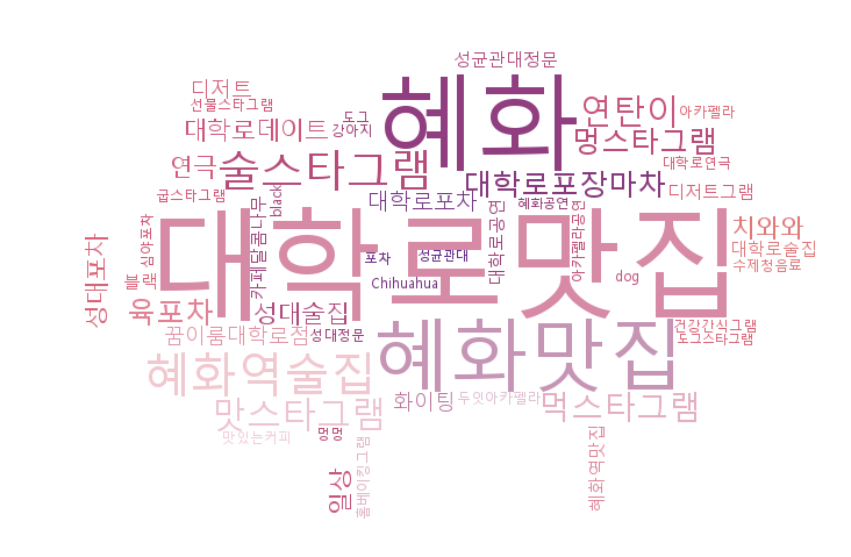 성균관대정문
디저트
선물스타그램
혜화
연탄이
아카펠라
도그
강아지
대학로데이트
멍스타그램
대학로연극
연극
술스타그램
대학로포장마차
디저트그램
굽스타그램
black
대학로포차
혜화공연
대학로맛집
치와와
대학로술집
수제청음료
성대포차
심야포차
블랙
카페달콤나무
포차
성균관대
Chihuahua
대학로공연
아카펠라공연
dog
육포차
성대술집
꿈이룸대학로점
성대정문
혜화맛집
건강간식그램
도그스타그램
혜화역술집
맛스타그램
화이팅
두잇아카펠라
먹스타그램
맛있는커피
멍멍
일상
홈베이킹그램
혜화역맛집